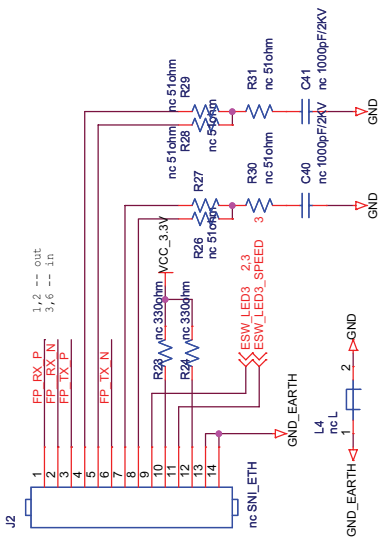 J2
nc SNI_ETH
1
2
3
4
5
6
7
8
9
10
11
12
13
14
FP_RX_P
FP_RX_N
FP_TX_P
FP_TX_N
1,2 -- out
3,6 -- in
R23
nc 330ohm
R24
nc 330ohm
VCC_3.3V
ESW_LED3 2,3
ESW_LED3_SPEED 3
GND_EARTH
R26
nc 51ohm
R27
R28
nc 51ohm
R29
nc 51ohm
R30
nc 51ohm
R31
nc 51ohm
C40
nc 1000pF/2KV
C41
nc 1000pF/2KV
GND
GND
L4
nc L
1
2
GND_EARTH
GND